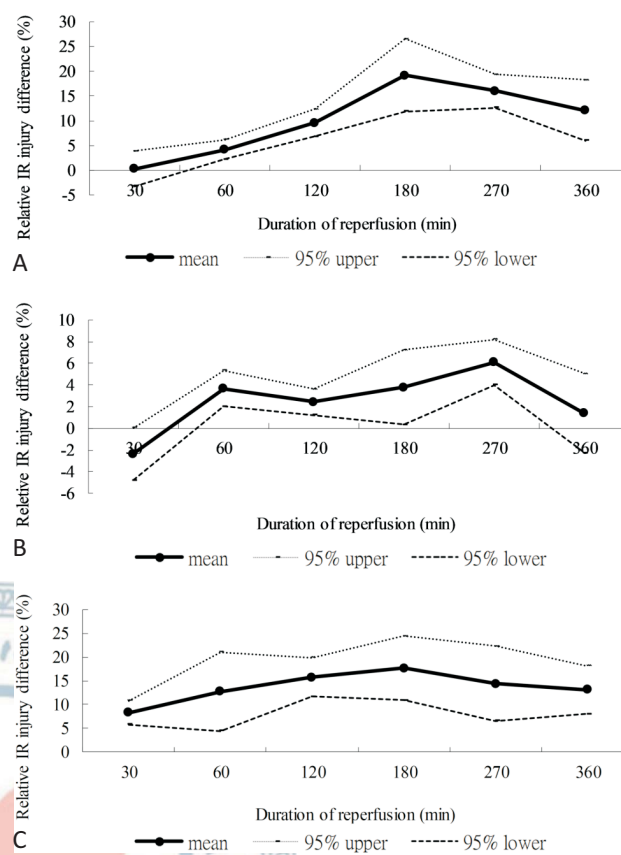 Relative IR injury difference (%)
30
25
20
15
10
5
0
-5
30 60 120 180 270 360
Duration of reperfusion (min)
mean 95% upper 95% lower
A
Reletive IR injury difference (%)
10
8
6
4
2
0
-2
-4
-6
30 60 120 180 270 360
Duration of reperfusion (min)
mean 95% upper 95% lower
B
Relative IR injury difference (%)
30
25
20
15
10
5
0
30 60 120 180 270 360
Duration of reperfusion (min)
mean 95% upper 95% lower
C